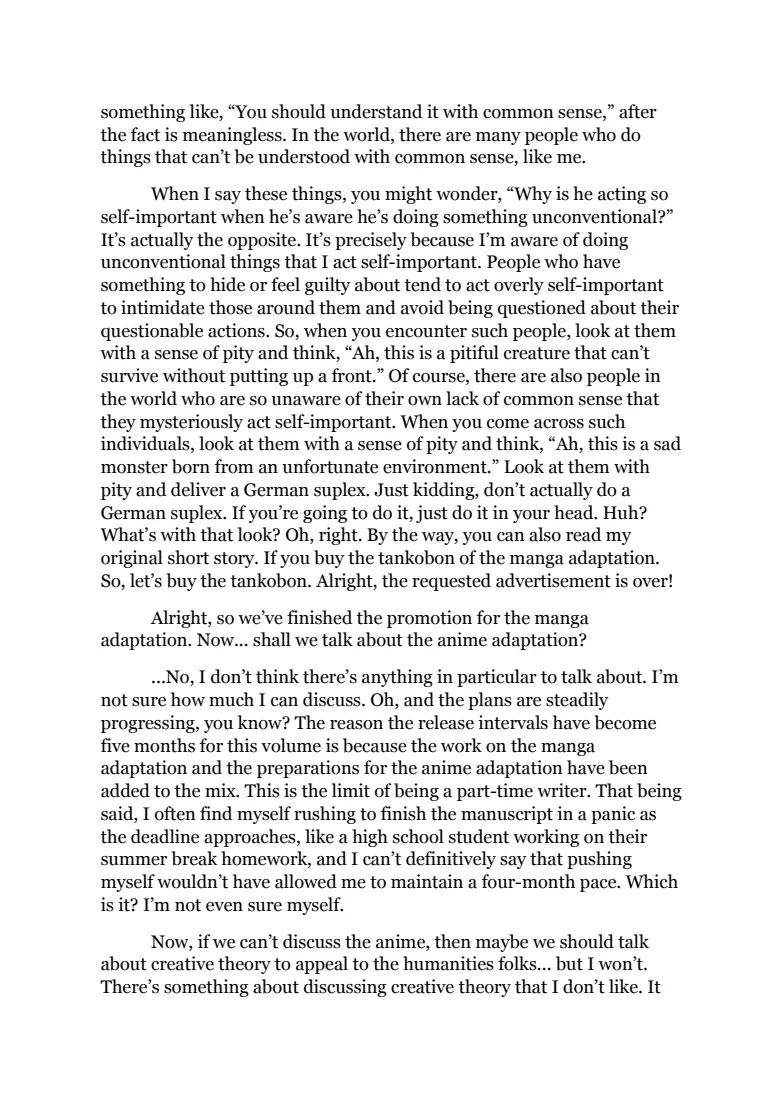 something like, “You should understand it with common sense,” after
the fact is meaningless. In the world, there are many people who do
things that can’t be understood with common sense, like me.
When I say these things, you might wonder, “Why is he acting so
self-important when he’s aware he’s doing something unconventional?”
It’s actually the opposite. It’s precisely because I’m aware of doing
unconventional things that I act self-important. People who have
something to hide or feel guilty about tend to act overly self-important
to intimidate those around them and avoid being questioned about their
questionable actions. So, when you encounter such people, look at them
with a sense of pity and think, “Ah, this is a pitiful creature that can’t
survive without putting up a front.” Of course, there are also people in
the world who are so unaware of their own lack of common sense that
they mysteriously act self-important. When you come across such
individuals, look at them with a sense of pity and think, “Ah, this is a sad
monster born from an unfortunate environment.” Look at them with
pity and deliver a German suplex. Just kidding, don’t actually do a
German suplex. If you’re going to do it, just do it in your head. Huh?
What’s with that look? Oh, right. By the way, you can also read my
original short story. If you buy the tankobon of the manga adaptation.
So, let’s buy the tankobon. Alright, the requested advertisement is over!
Alright, so we’ve finished the promotion for the manga
adaptation. Now... shall we talk about the anime adaptation?
...No, I don’t think there’s anything in particular to talk about. I’m
not sure how much I can discuss. Oh, and the plans are steadily
progressing, you know? The reason the release intervals have become
five months for this volume is because the work on the manga
adaptation and the preparations for the anime adaptation have been
added to the mix. This is the limit of being a part-time writer. That being
said, I often find myself rushing to finish the manuscript in a panic as
the deadline approaches, like a high school student working on their
summer break homework, and I can’t definitively say that pushing
myself wouldn’t have allowed me to maintain a four-month pace. Which
is it? I’m not even sure myself.
Now, if we can’t discuss the anime, then maybe we should talk
about creative theory to appeal to the humanities folks... but I won’t.
There’s something about discussing creative theory that I don’t like. It